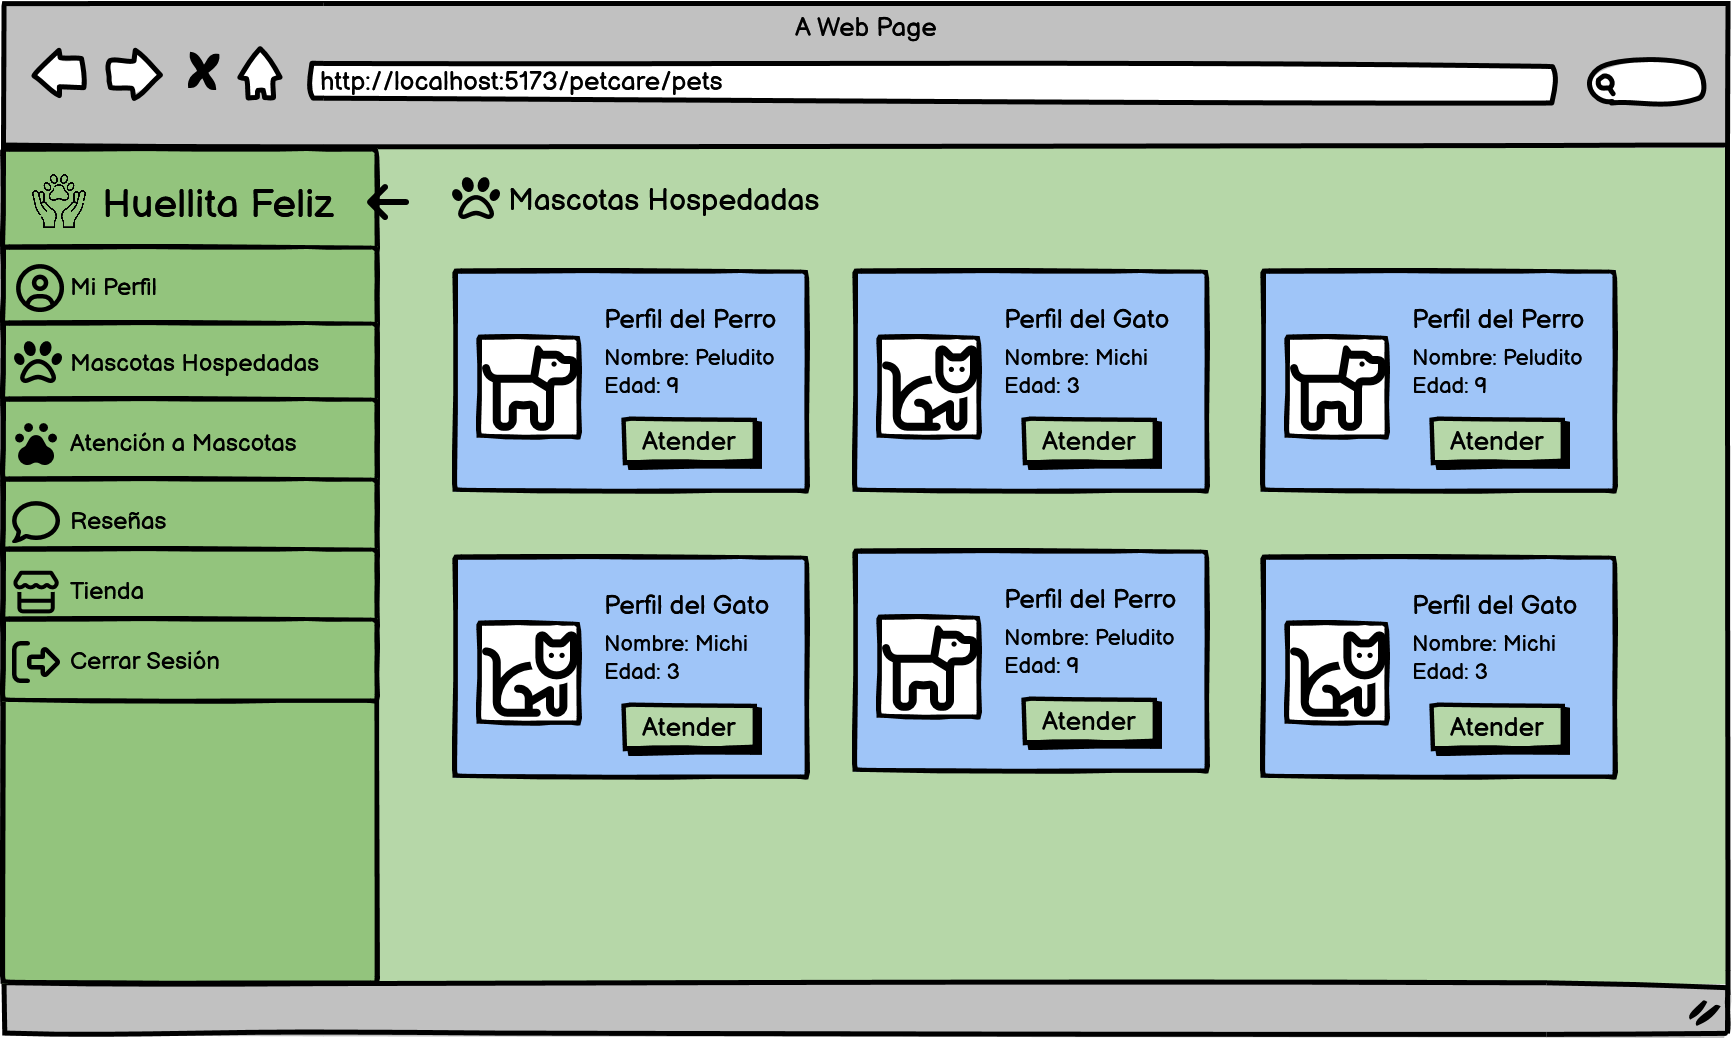 A Web Page
http://localhost:5173/petcare/pets
Huellita Feliz
Mi Perfil
Mascotas Hospedadas
Atención a Mascotas
Reseñas
Tienda
Cerrar Sesión
Mascotas Hospedadas
Perfil del Perro
Nombre: Peludito
Edad: 9
Atender
Perfil del Gato
Nombre: Michi
Edad: 3
Atender
Perfil del Perro
Nombre: Peludito
Edad: 9
Atender
Perfil del Gato
Nombre: Michi
Edad: 3
Atender
Perfil del Perro
Nombre: Peludito
Edad: 9
Atender
Perfil del Gato
Nombre: Michi
Edad: 3
Atender